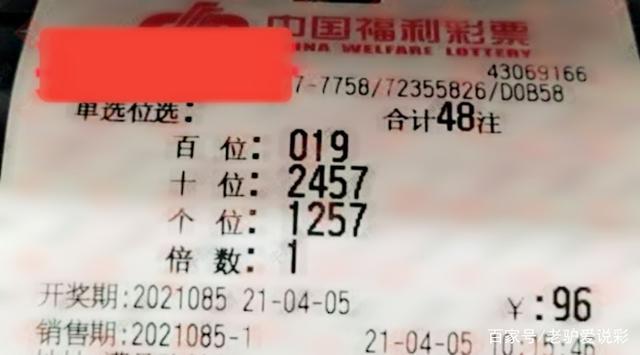 中国福利彩票
INA WELFARE LOTTERY
43069166
7-7758/72355826/D0B58
单选位选: 合计48注
百位: 019
十位: 2457
个位: 1257
倍数: 1
开奖期:2021085 21-04-05 ¥:96
销售期:2021085-1 21-04-05
百家号/老驴爱说彩